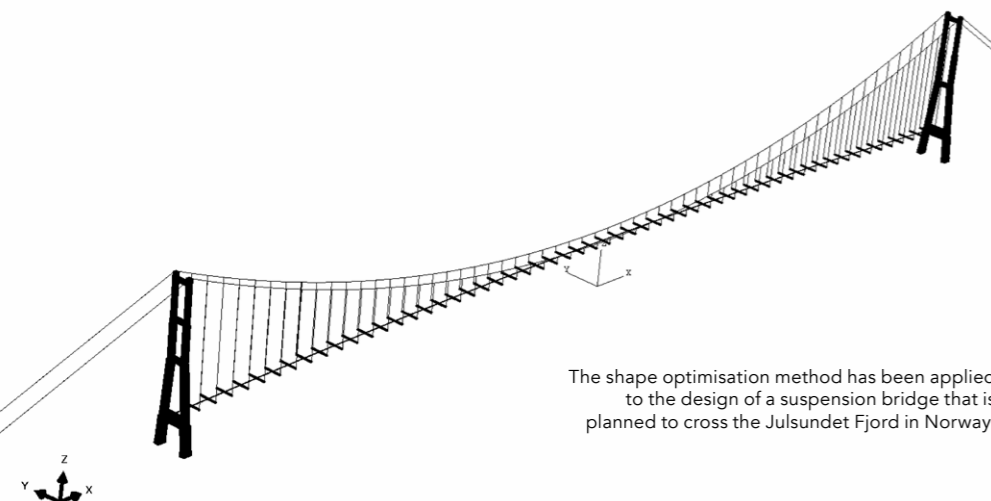 Y
X
The shape optimisation method has been applied
to the design of a suspension bridge that is
planned to cross the Julsundet Fjord in Norway
Z
Y
X